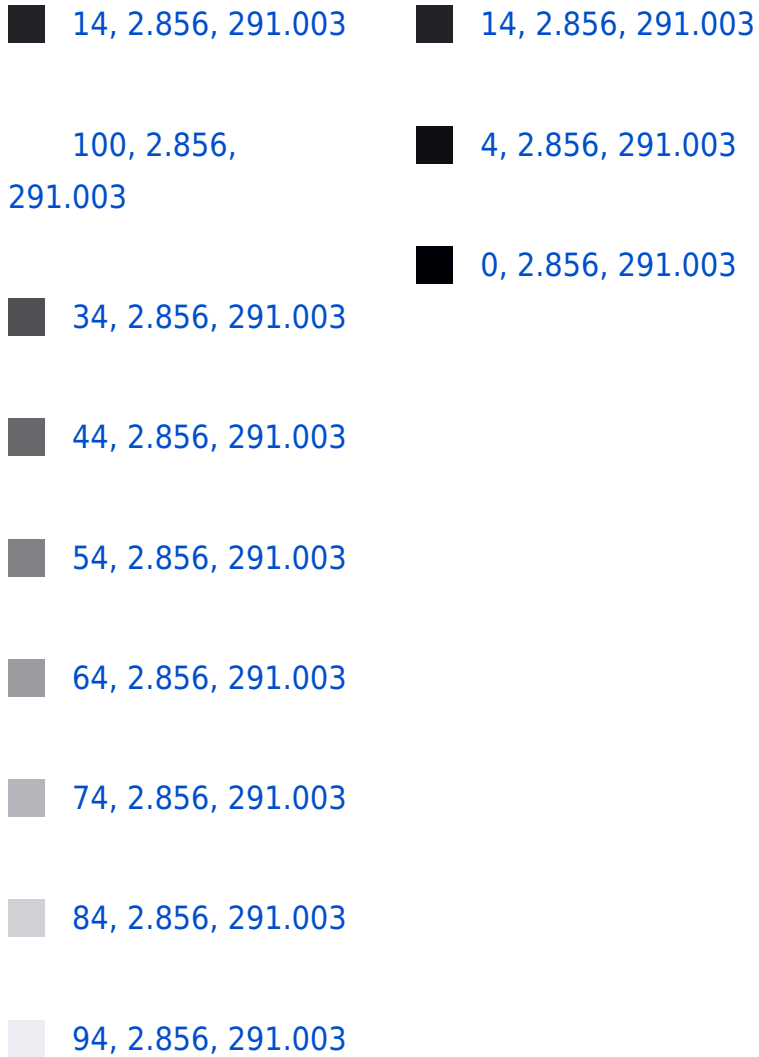 14, 2.856, 291.003
100, 2.856,
291.003
34, 2.856, 291.003
44, 2.856, 291.003
54, 2.856, 291.003
64, 2.856, 291.003
74, 2.856, 291.003
84, 2.856, 291.003
94, 2.856, 291.003
14, 2.856, 291.003
4, 2.856, 291.003
0, 2.856, 291.003